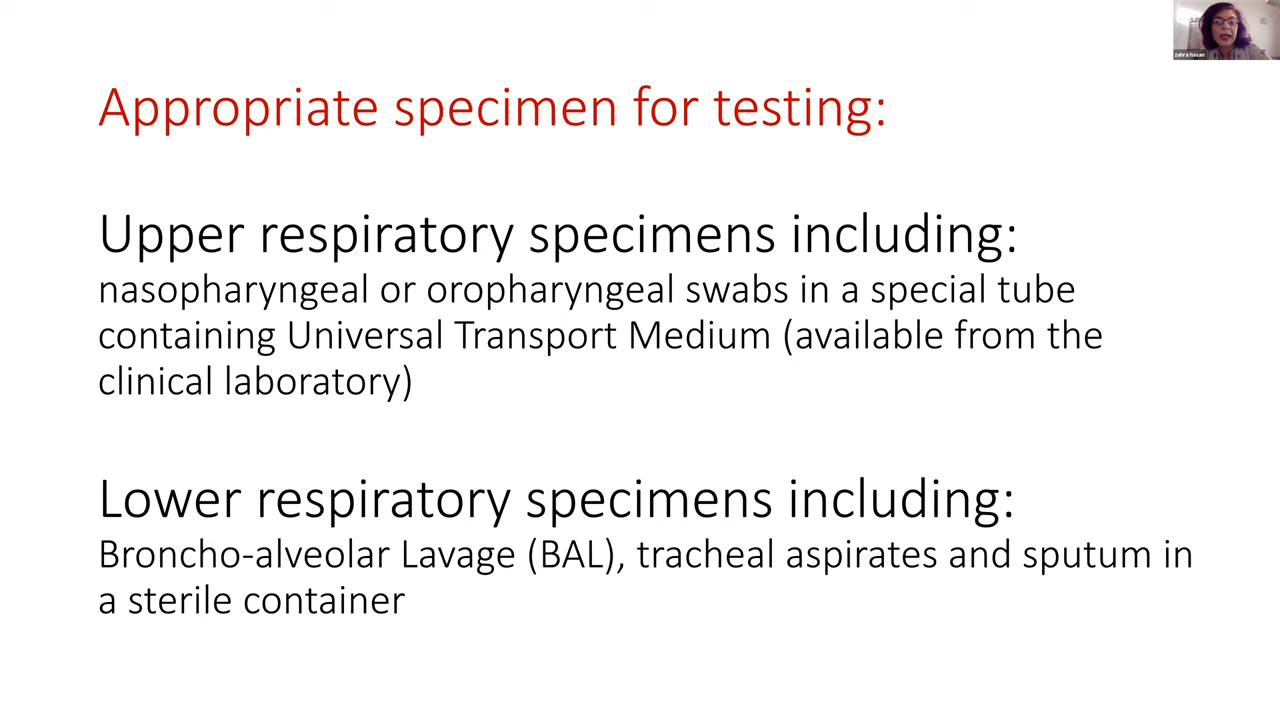 zahra hasan
Appropriate specimen for testing:
Upper respiratory specimens including:
nasopharyngeal or oropharyngeal swabs in a special tube
containing Universal Transport Medium (available from the
clinical laboratory)
Lower respiratory specimens including:
Broncho-alveolar Lavage (BAL), tracheal aspirates and sputum in
a sterile container